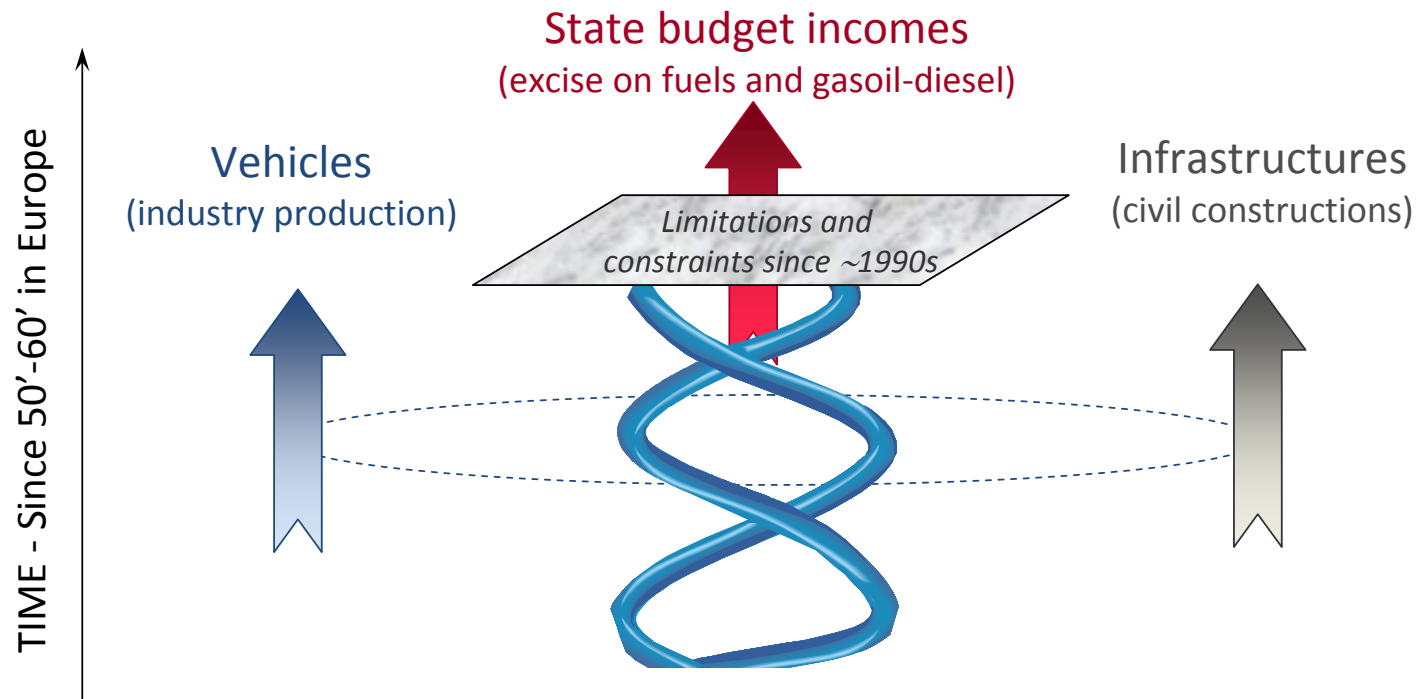 State budget incomes
(excise on fuels and gasoil-diesel)
Vehicles
(industry production)
Infrastructures
(civil constructions)
Limitations and
constraints since ~1990s
TIME - Since 50’-60’ in Europe